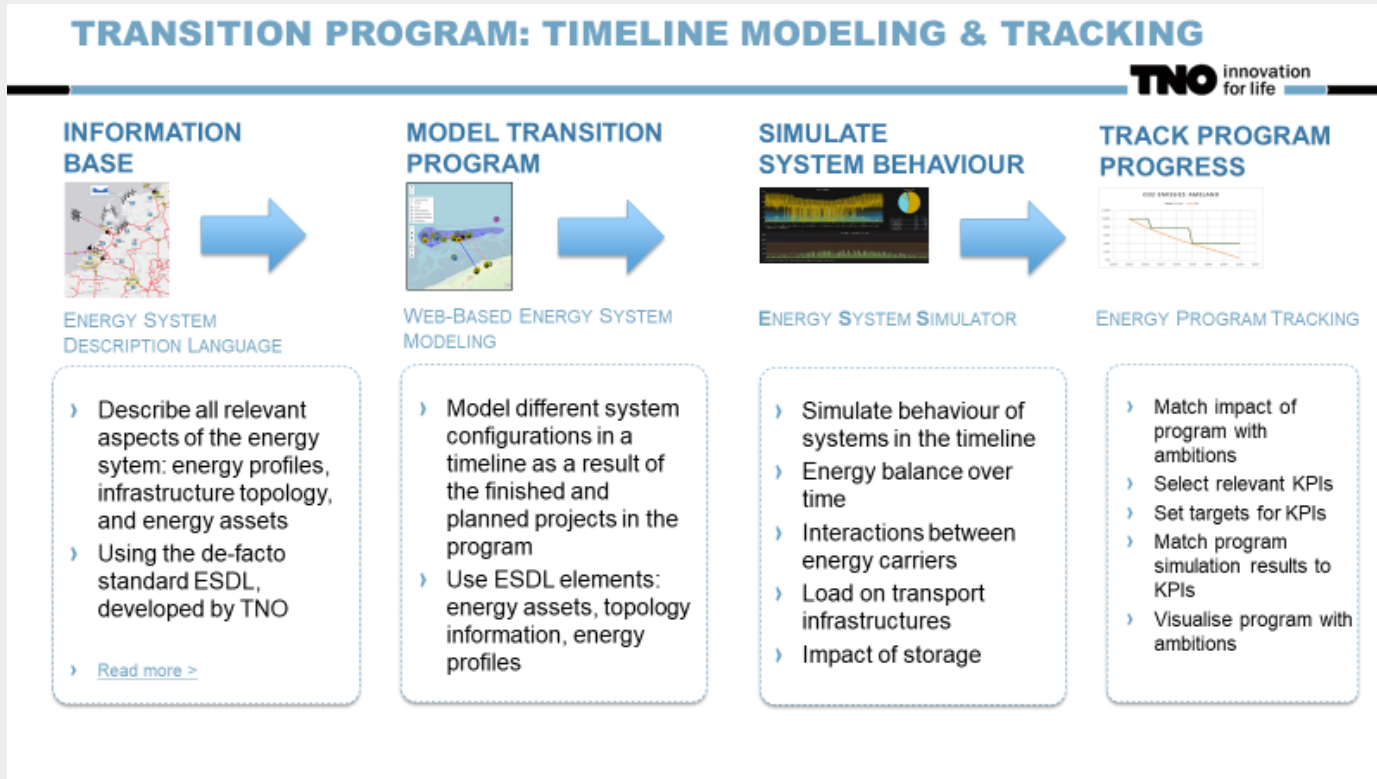 TRANSITION PROGRAM: TIMELINE MODELING & TRACKING
TNO innovation
for life
INFORMATION
BASE
ENERGY SYSTEM
DESCRIPTION LANGUAGE
› Describe all relevant
aspects of the energy
sytem: energy profiles,
infrastructure topology,
and energy assets
› Using the de-facto
standard ESDL,
developed by TNO
› Read more >
MODEL TRANSITION
PROGRAM
WEB-BASED ENERGY SYSTEM
MODELING
› Model different system
configurations in a
timeline as a result of
the finished and
planned projects in the
program
› Use ESDL elements:
energy assets, topology
information, energy
profiles
SIMULATE
SYSTEM BEHAVIOUR
ENERGY SYSTEM SIMULATOR
› Simulate behaviour of
systems in the timeline
› Energy balance over
time
› Interactions between
energy carriers
› Load on transport
infrastructures
› Impact of storage
TRACK PROGRAM
PROGRESS
CO2 EMISSIES AMELAND
ENERGY PROGRAM TRACKING
› Match impact of
program with
ambitions
› Select relevant KPIs
› Set targets for KPIs
› Match program
simulation results to
KPIs
› Visualise program with
ambitions